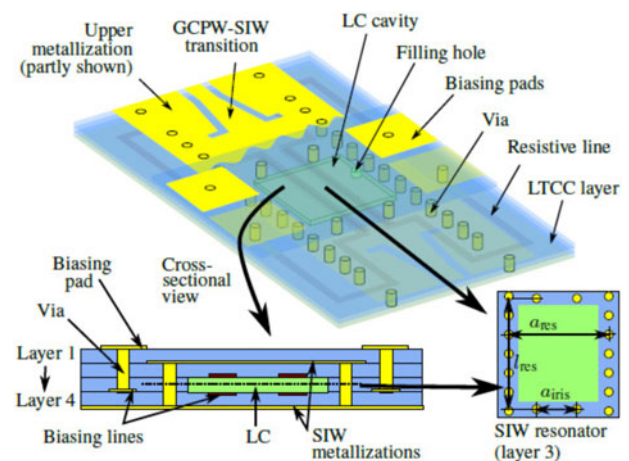 Upper
metallization
(partly shown)
GCPW-SIW
transition
LC cavity
Filling hole
Biasing pads
Via
Resistive line
LTCC layer
Cross-
sectional
view
Biasing
pad
Via
Layer 1
Layer 4
Biasing lines
LC
SIW
metallizations
a_res
l_res
a_iris
SIW resonator
(layer 3)